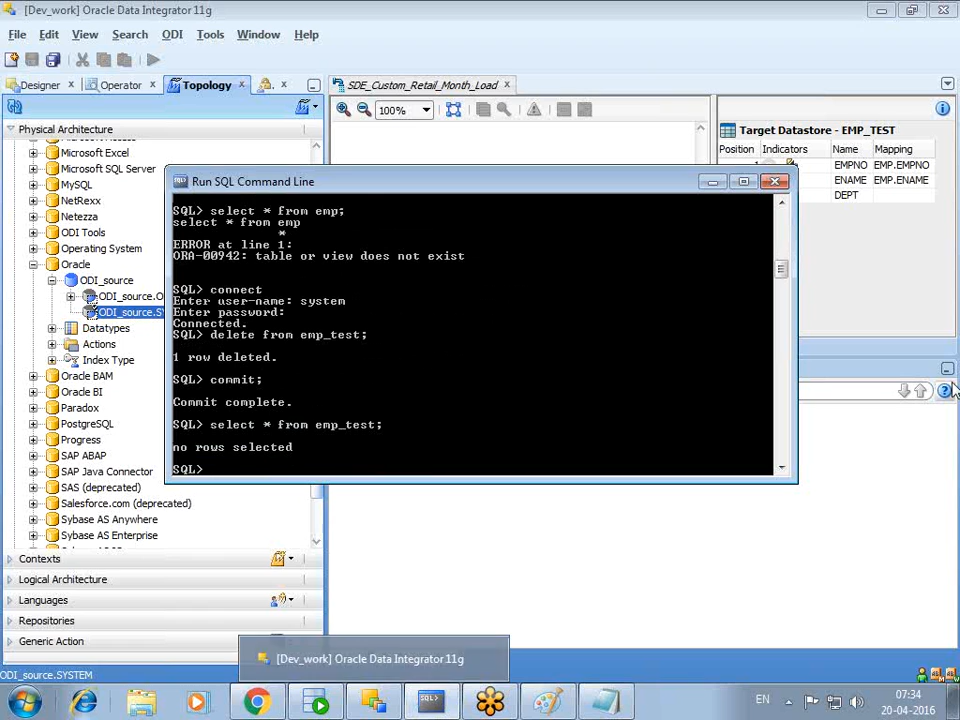 [Dev_work] Oracle Data Integrator 11g
File Edit View Search ODI Tools Window Help
Designer x Operator x Topology x
SDE_Custom_Retail_Month_Load x
100%
Physical Architecture
Microsoft Excel
Microsoft SQL Server
MySQL
NetRexx
Netezza
ODI Tools
Operating System
Oracle
ODI_source
ODI_source.O
ODI_source.SY
Datatypes
Actions
Index Type
Oracle BAM
Oracle BI
Paradox
PostgreSQL
Progress
SAP ABAP
SAP Java Connector
SAS (deprecated)
Salesforce.com (deprecated)
Sybase AS Anywhere
Sybase AS Enterprise
Contexts
Logical Architecture
Languages
Repositories
Generic Action
ODI_source.SYSTEM
Target Datastore - EMP_TEST
Position Indicators Name Mapping
EMPNO EMP.EMPNO
ENAME EMP.ENAME
DEPT
Run SQL Command Line
SQL> select * from emp;
select * from emp
*
ERROR at line 1:
ORA-00942: table or view does not exist
SQL> connect
Enter user-name: system
Enter password:
Connected.
SQL> delete from emp_test;
1 row deleted.
SQL> commit;
Commit complete.
SQL> select * from emp_test;
no rows selected
SQL>
[Dev_work] Oracle Data Integrator 11g
EN
07:34
20-04-2016